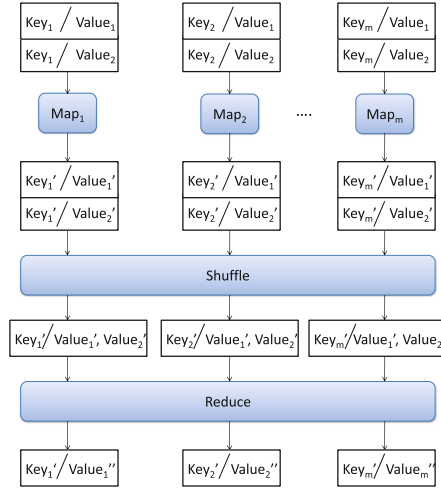 Key₁ / Value₁ Key₂ / Value₁ Keyₘ / Value₁
Key₁ / Value₂ Key₂ / Value₂ Keyₘ / Value₂
Map₁ Map₂ .... Mapₘ
Key₁' / Value₁' Key₂' / Value₁' Keyₘ' / Value₁'
Key₁' / Value₂' Key₂' / Value₂' Keyₘ' / Value₂'
Shuffle
Key₁' / Value₁', Value₂' Key₂' / Value₁', Value₂' Keyₘ' / Value₁', Value₂
Reduce
Key₁' / Value₁'' Key₂' / Value₂'' Keyₘ' / Valueₘ''